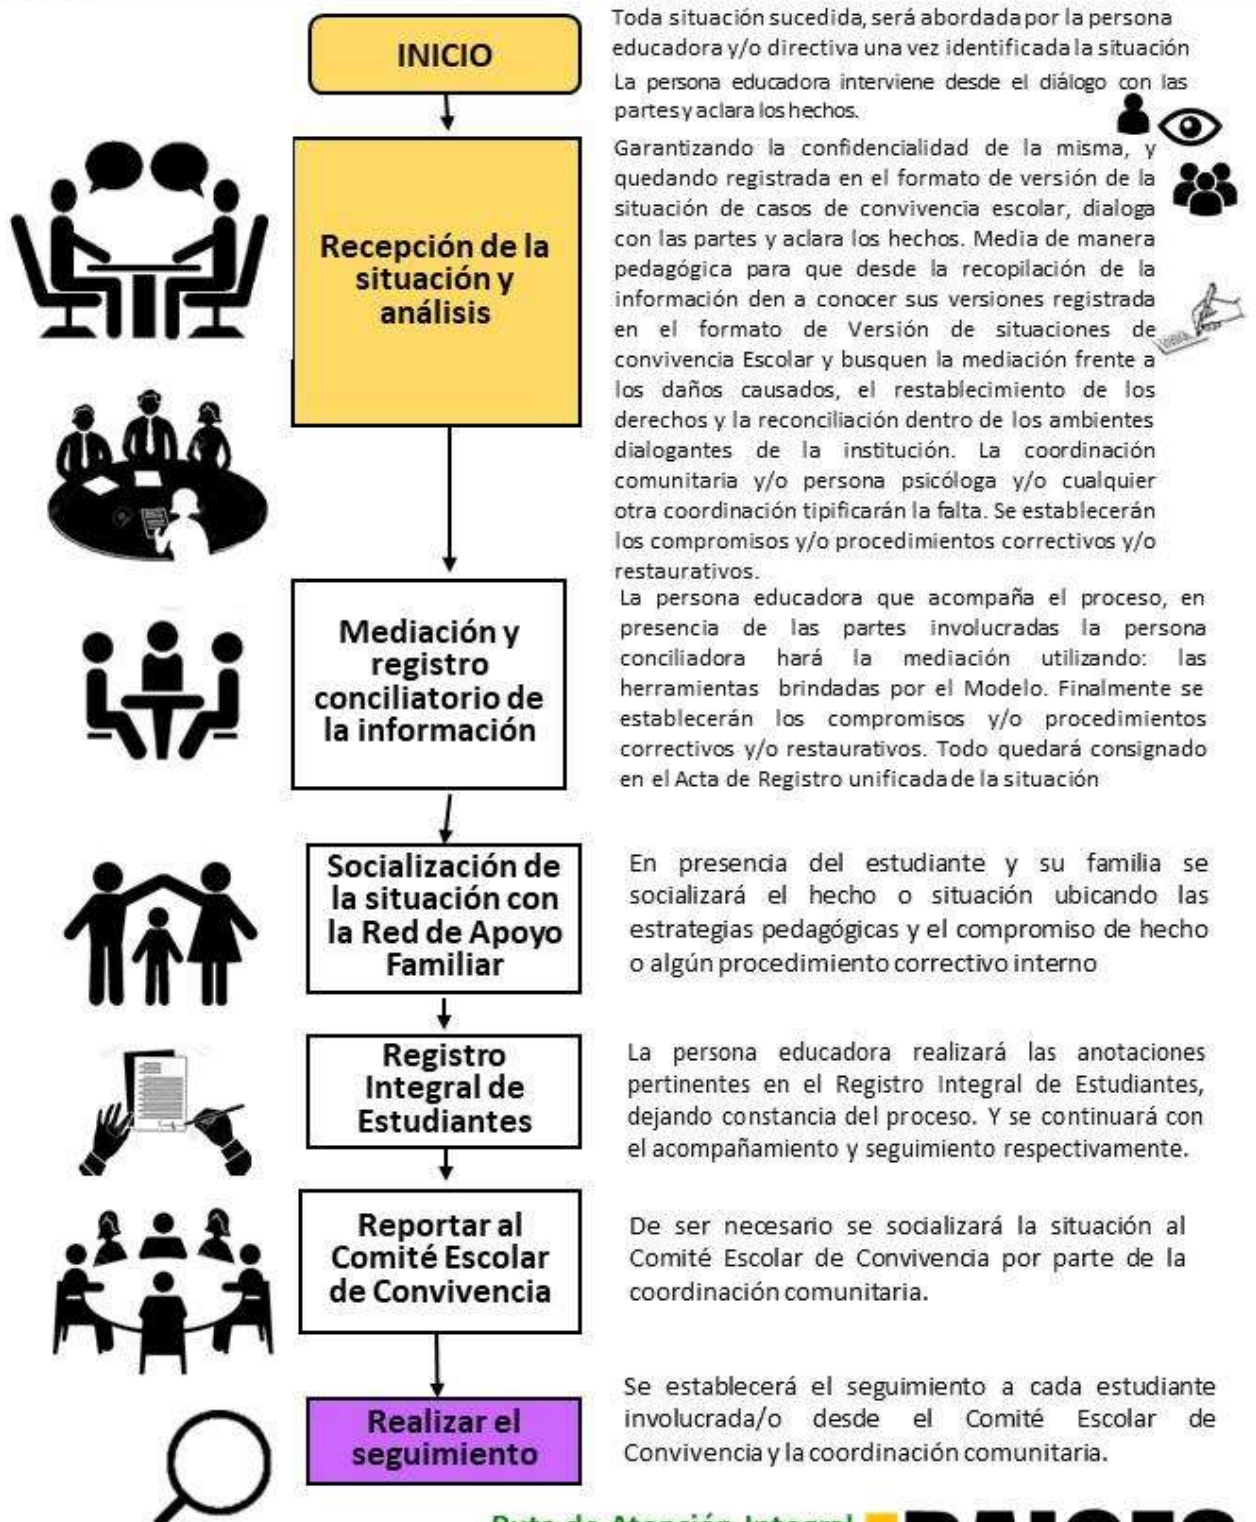 INICIO
Toda situación sucedida, será abordada por la persona
educadora y/o directiva una vez identificada la situación
La persona educadora interviene desde el diálogo con las
partes y aclara los hechos.
Recepción de la
situación y
análisis
Garantizando la confidencialidad de la misma, y
quedando registrada en el formato de versión de la
situación de casos de convivencia escolar, dialoga
con las partes y aclara los hechos. Media de manera
pedagógica para que desde la recopilación de la
información den a conocer sus versiones registrada
en el formato de Versión de situaciones de
convivencia Escolar y busquen la mediación frente a
los daños causados, el restablecimiento de los
derechos y la reconciliación dentro de los ambientes
dialogantes de la institución. La coordinación
comunitaria y/o persona psicóloga y/o cualquier
otra coordinación tipificarán la falta. Se establecerán
los compromisos y/o procedimientos correctivos y/o
restaurativos.
Mediación y
registro
conciliatorio de
la información
La persona educadora que acompaña el proceso, en
presencia de las partes involucradas la persona
conciliadora hará la mediación utilizando: las
herramientas brindadas por el Modelo. Finalmente se
establecerán los compromisos y/o procedimientos
correctivos y/o restaurativos. Todo quedará consignado
en el Acta de Registro unificada de la situación
Socialización de
la situación con
la Red de Apoyo
Familiar
En presencia del estudiante y su familia se
socializará el hecho o situación ubicando las
estrategias pedagógicas y el compromiso de hecho
o algún procedimiento correctivo interno
Registro
Integral de
Estudiantes
La persona educadora realizará las anotaciones
pertinentes en el Registro Integral de Estudiantes,
dejando constancia del proceso. Y se continuará con
el acompañamiento y seguimiento respectivamente.
Reportar al
Comité Escolar
de Convivencia
De ser necesario se socializará la situación al
Comité Escolar de Convivencia por parte de la
coordinación comunitaria.
Realizar el
seguimiento
Se establecerá el seguimiento a cada estudiante
involucrada/o desde el Comité Escolar de
Convivencia y la coordinación comunitaria.
Ruta de Atención Integral
RAICES